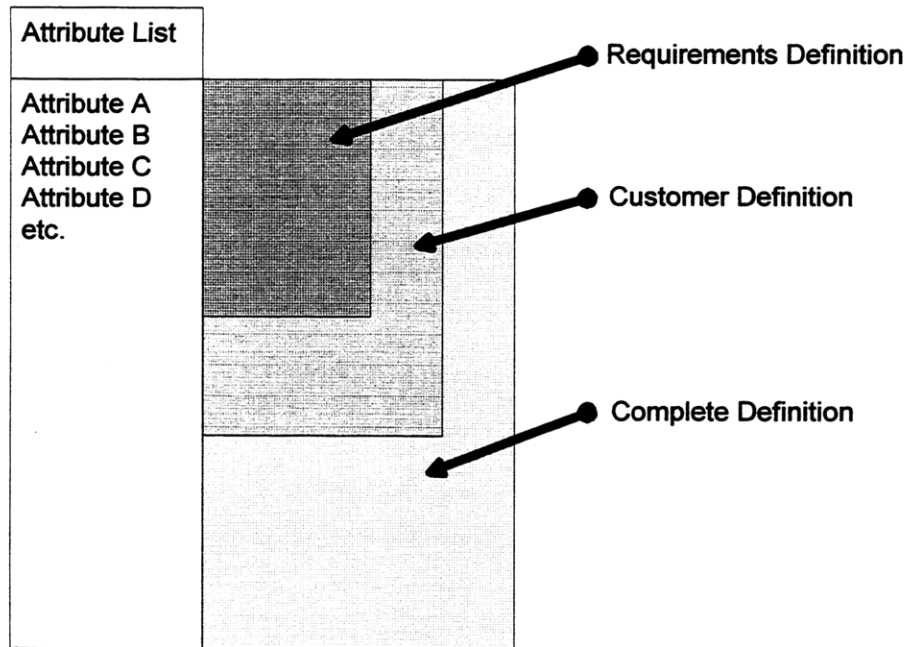 Attribute List
Requirements Definition
Attribute A
Attribute B
Attribute C
Attribute D
etc.
Customer Definition
Complete Definition